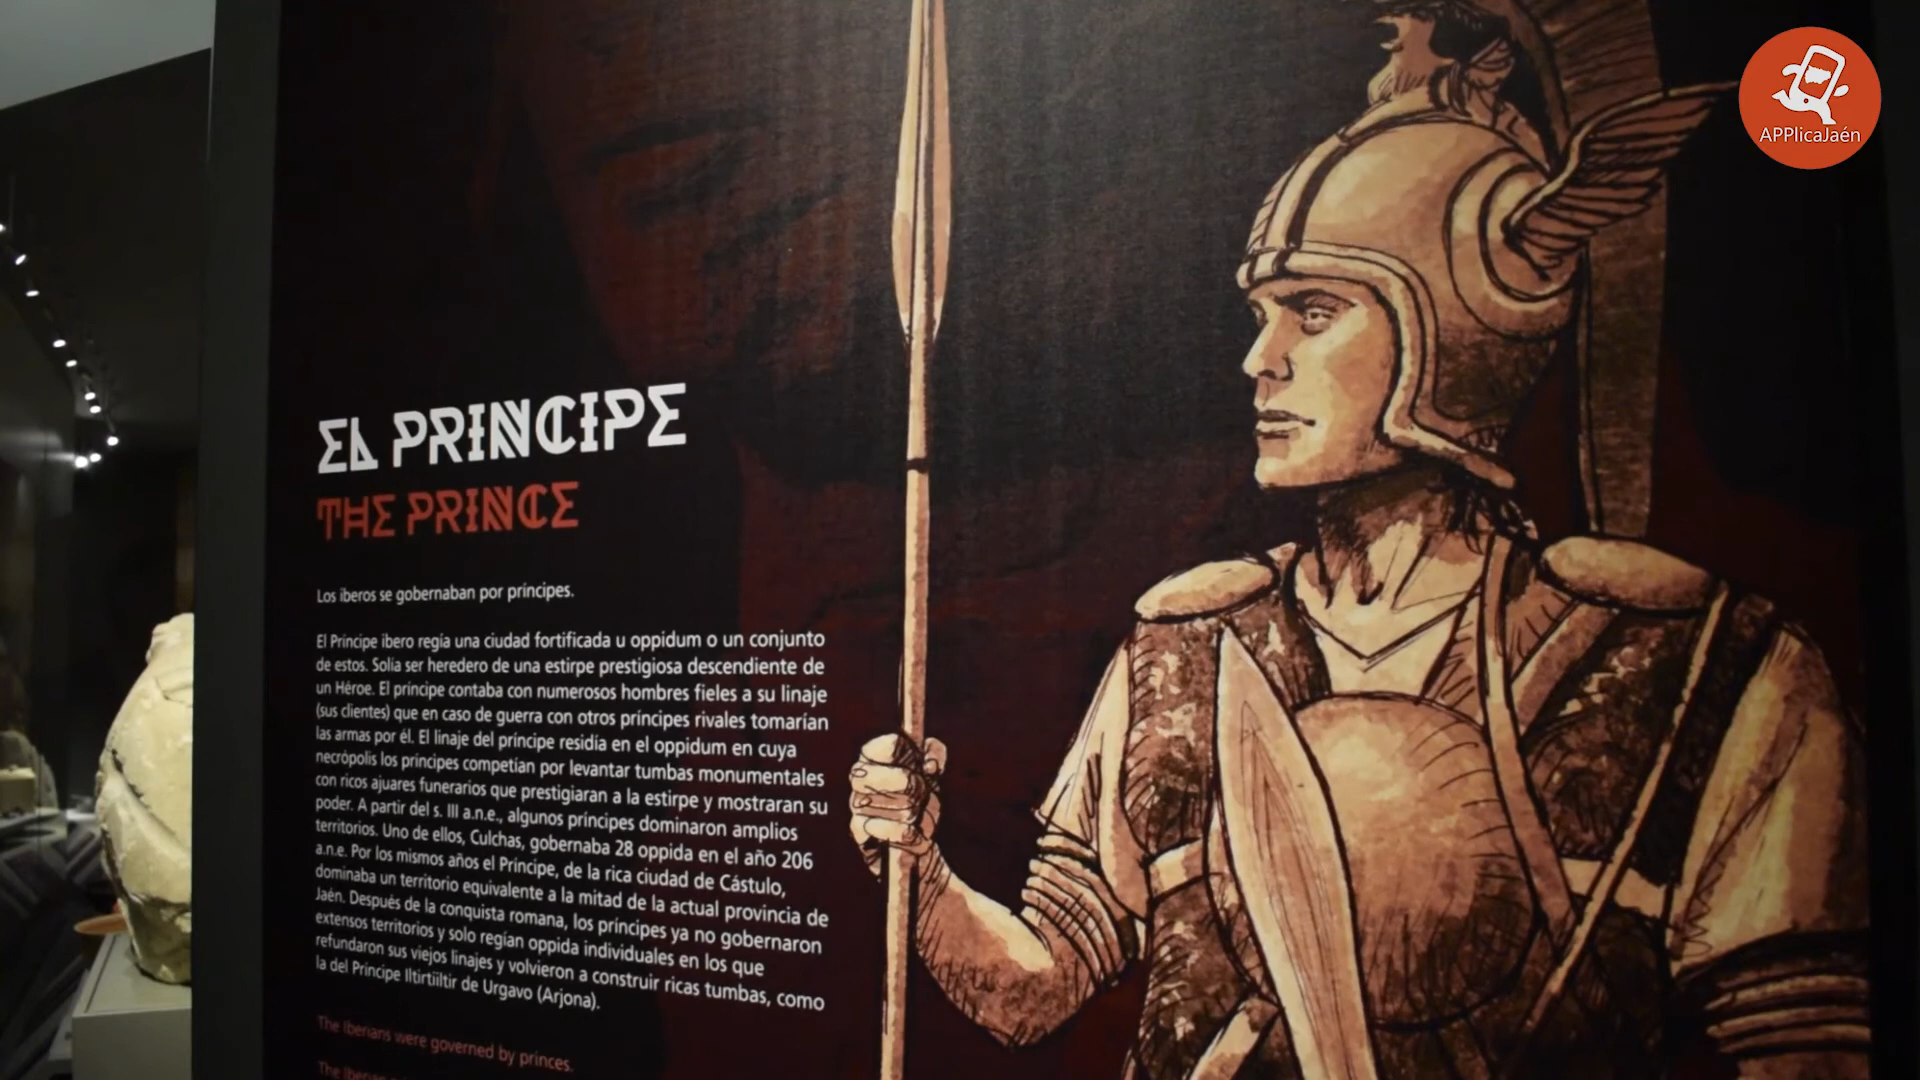 APPlicaJaén
EL PRINCIPE
THE PRINCE
Los iberos se gobernaban por príncipes.
El Príncipe ibero regía una ciudad fortificada u oppidum o un conjunto
de estos. Solía ser heredero de una estirpe prestigiosa descendiente de
un Héroe. El príncipe contaba con numerosos hombres fieles a su linaje
(sus clientes) que en caso de guerra con otros príncipes rivales tomarían
las armas por él. El linaje del príncipe residía en el oppidum en cuya
necrópolis los príncipes competían por levantar tumbas monumentales
con ricos ajuares funerarios que prestigiaran a la estirpe y mostraran su
poder. A partir del s. III a.n.e., algunos príncipes dominaron amplios
territorios. Uno de ellos, Culchas, gobernaba 28 oppida en el año 206
a.n.e. Por los mismos años el Príncipe, de la rica ciudad de Cástulo,
dominaba un territorio equivalente a la mitad de la actual provincia de
Jaén. Después de la conquista romana, los príncipes ya no gobernaron
extensos territorios y solo regían oppida individuales en los que
refundaron sus viejos linajes y volvieron a construir ricas tumbas, como
la del Príncipe Iltirtiiltir de Urgavo (Arjona).
The Iberians were governed by princes.
The Iberian